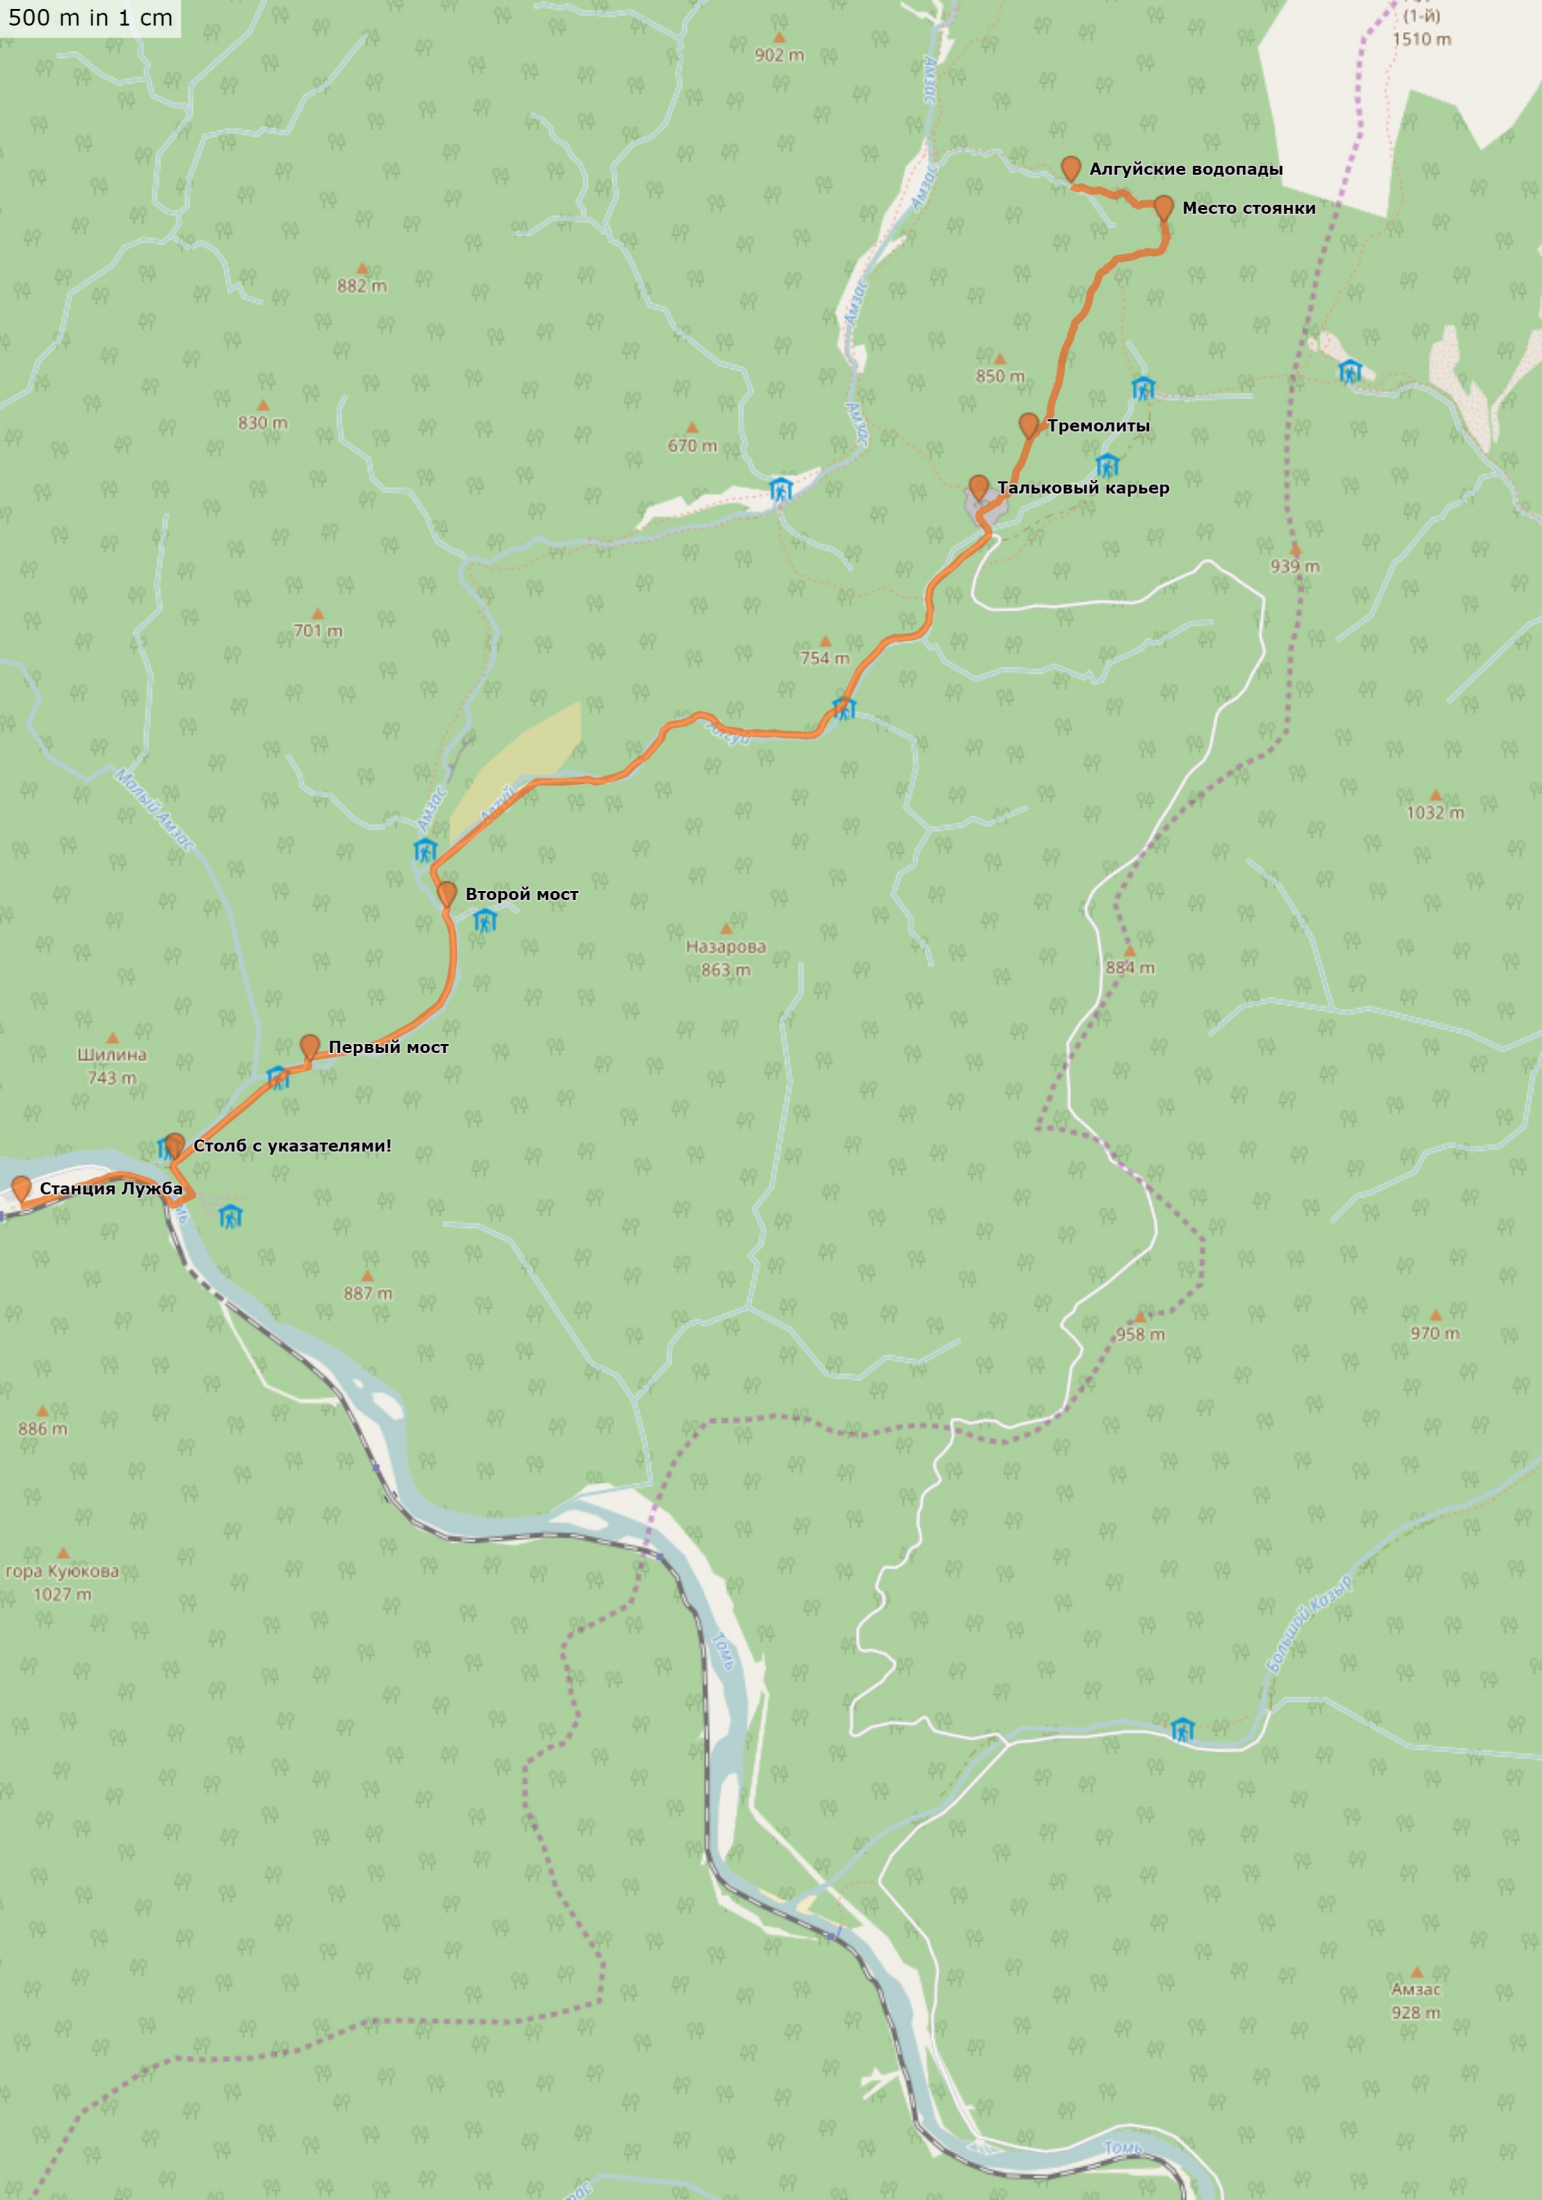 500 m in 1 cm
(1-й)
1510 m
902 m
Амзас
Алгуйские водопады
Амзас
Место стоянки
882 m
Амзас
850 m
830 m
Амзас
Тремолиты
670 m
Тальковый карьер
939 m
701 m
754 m
Алгуй
Малый Амзас
Амзас
Алгуй
1032 m
Второй мост
Назарова
863 m
884 m
Первый мост
Шилина
743 m
Столб с указателями!
Станция Лужба
887 m
958 m
970 m
886 m
гора Куюкова
1027 m
Большой Казыр
Томь
Амзас
928 m
Томь